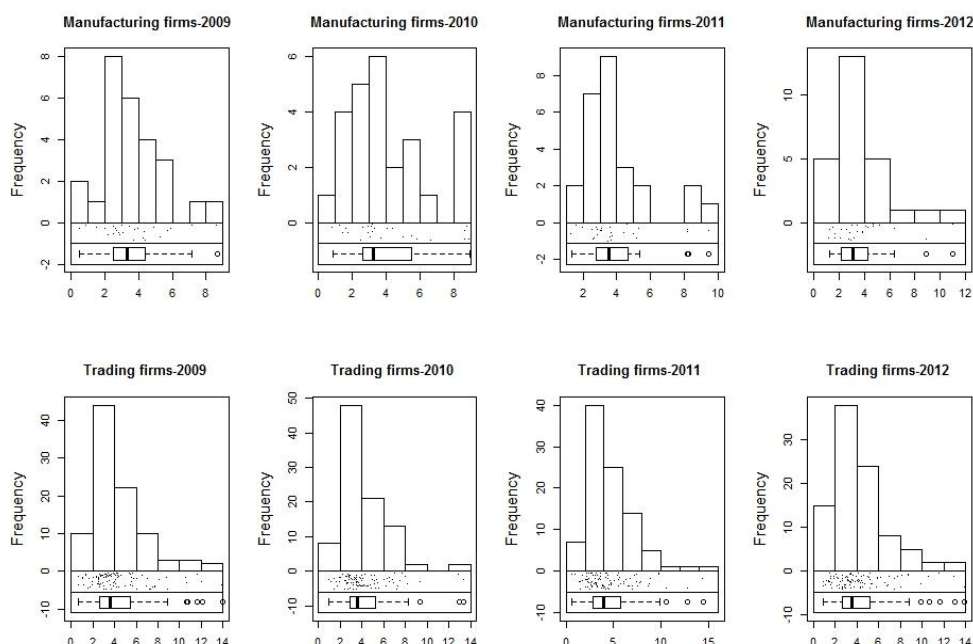 Manufacturing firms-2009
Manufacturing firms-2010
Manufacturing firms-2011
Manufacturing firms-2012
Frequency
-2 0 2 4 6 8
0 2 4 6 8
Frequency
0 2 4 6
0 2 4 6 8
Frequency
-2 0 2 4 6 8
2 4 6 8 10
Frequency
0 5 10
0 2 4 6 8 10 12
Trading firms-2009
Trading firms-2010
Trading firms-2011
Trading firms-2012
Frequency
-10 0 10 20 30 40
0 2 4 6 8 10 12 14
Frequency
-10 0 10 20 30 40 50
0 2 4 6 8 10 12 14
Frequency
-10 0 10 20 30 40
0 5 10 15
Frequency
-10 0 10 20 30
0 2 4 6 8 10 12 14